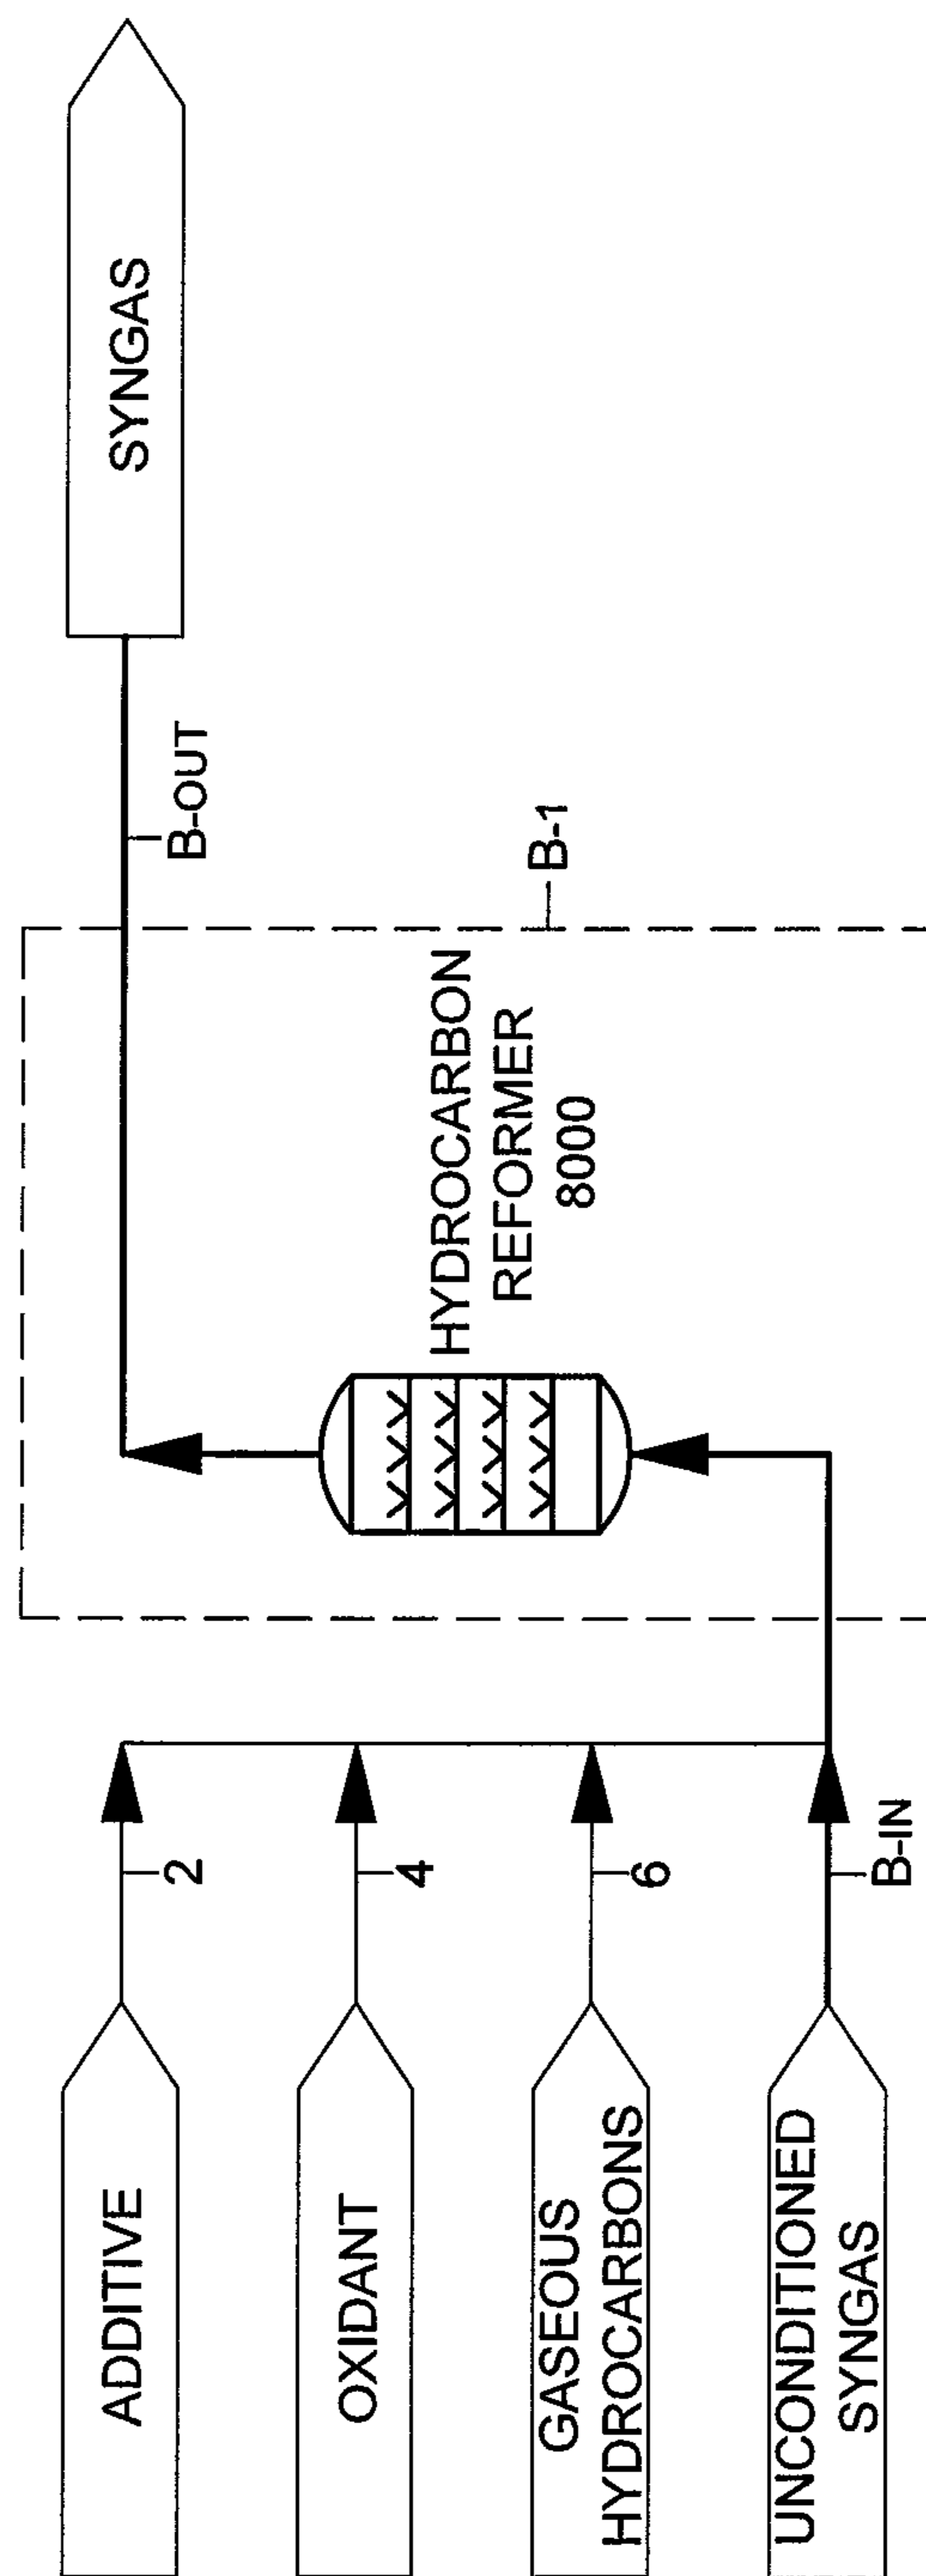 ADDITIVE
2
OXIDANT
4
GASEOUS
HYDROCARBONS
6
UNCONDITIONED
SYNGAS
B-IN
HYDROCARBON
REFORMER
8000
B-1
B-OUT
SYNGAS